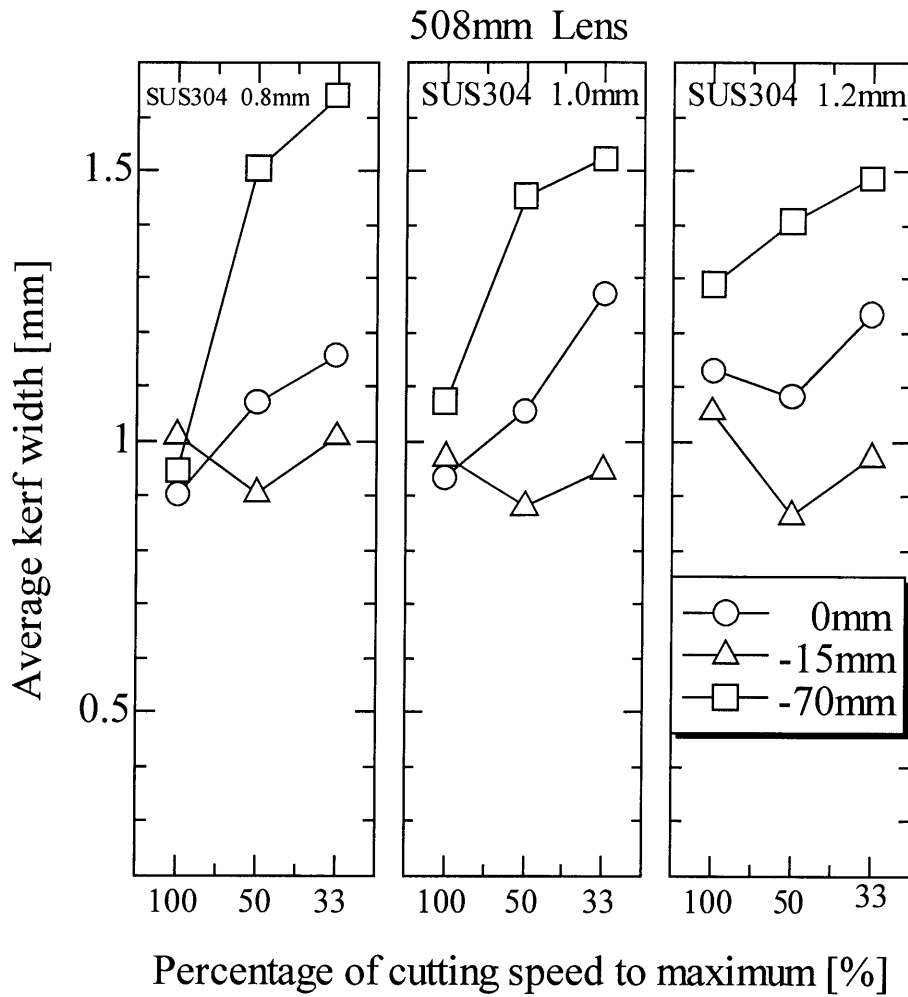 508mm Lens
SUS304 0.8mm
SUS304 1.0mm
SUS304 1.2mm
1.5
1
0.5
Average kerf width [mm]
0mm
-15mm
-70mm
100 50 33
100 50 33
100 50 33
Percentage of cutting speed to maximum [%]